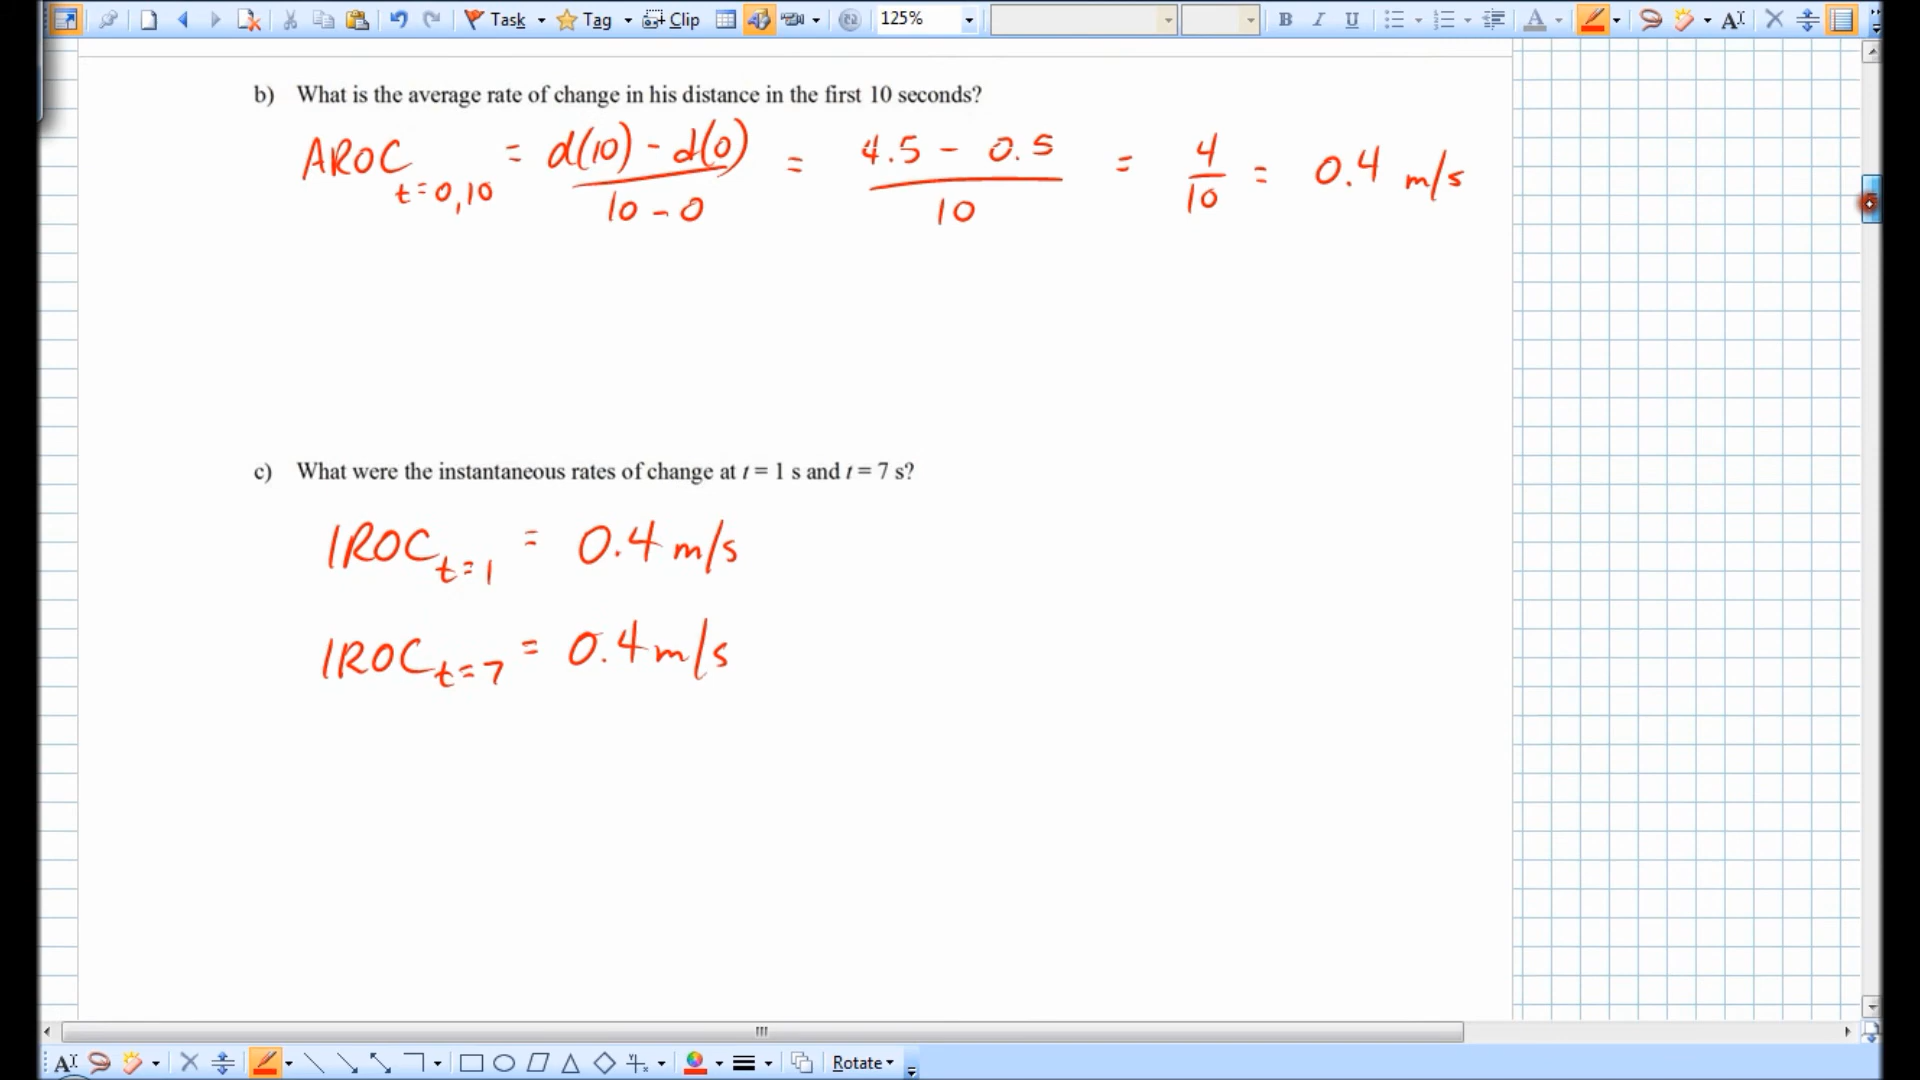 Task Tag Clip 125% B I U A
b) What is the average rate of change in his distance in the first 10 seconds?
AROC t=0,10 = d(10) - d(0) / 10 - 0 = 4.5 - 0.5 / 10 = 4/10 = 0.4 m/s
c) What were the instantaneous rates of change at t = 1 s and t = 7 s?
IROC t=1 = 0.4 m/s
IROC t=7 = 0.4 m/s
Rotate